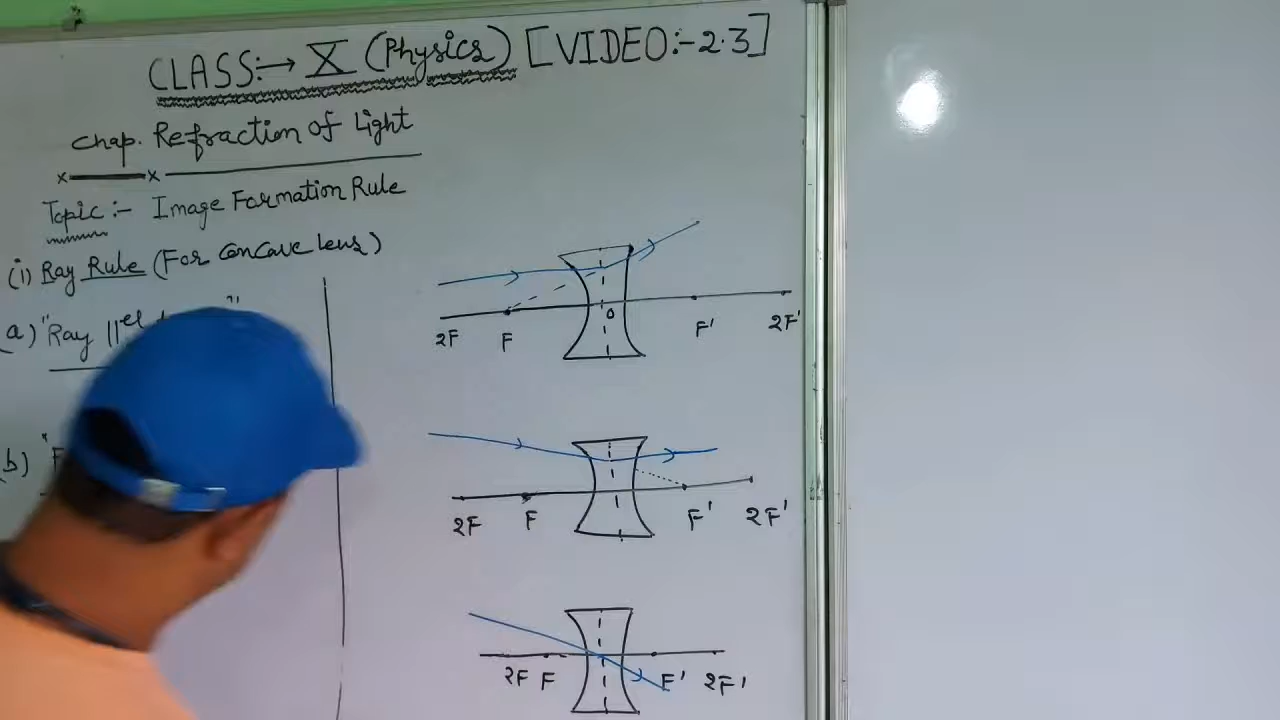 CLASS:→ X (Physics) [VIDEO:-2.3]
Chap. Refraction of Light
Topic:- Image Formation Rule
(i) Ray Rule (For Concave lens)
(a) "Ray ||el "
(b) "
2F F O F' 2F'
2F F F' 2F'
2F F F' 2F'